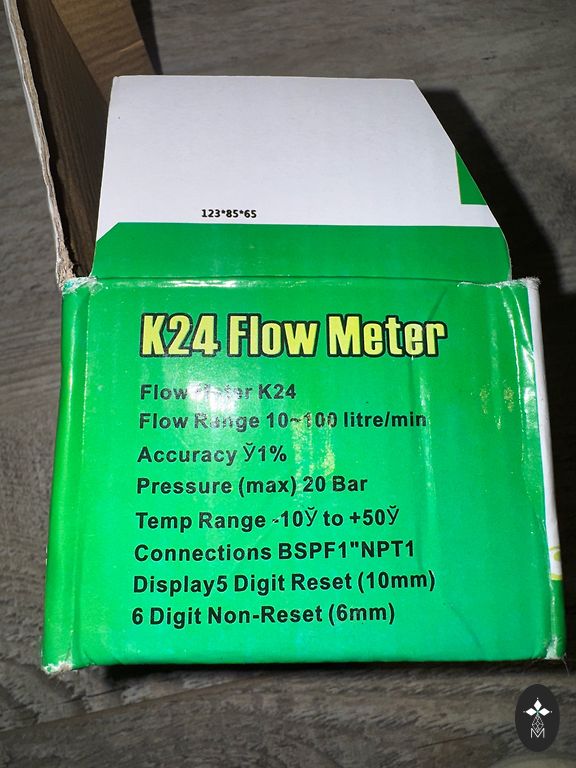 123*85*65
K24 Flow Meter
Flow Meter K24
Flow Range 10~100 litre/min
Accuracy Ў1%
Pressure (max) 20 Bar
Temp Range -10Ў to +50Ў
Connections BSPF1"NPT1
Display5 Digit Reset (10mm)
6 Digit Non-Reset (6mm)
M